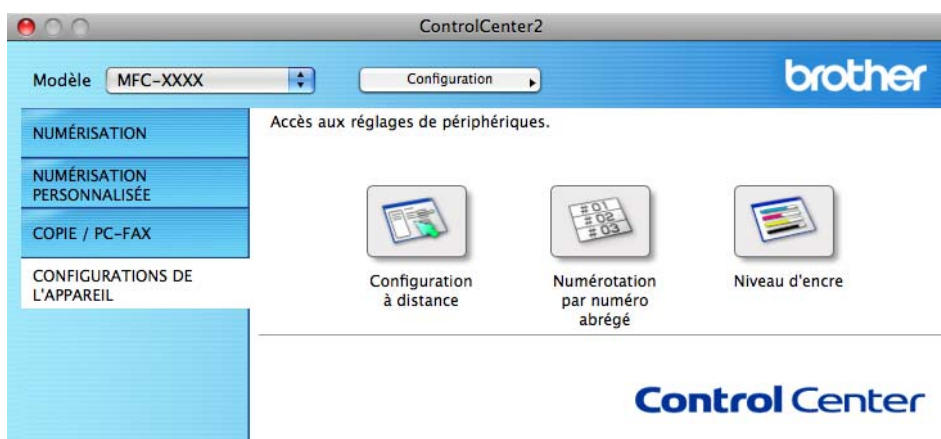 ControlCenter2
Modèle MFC-XXXX Configuration brother
NUMÉRISATION
NUMÉRISATION
PERSONNALISÉE
COPIE / PC-FAX
CONFIGURATIONS DE
L'APPAREIL
Accès aux réglages de périphériques.
#01
#02
#03
Configuration
à distance
Numérotation
par numéro
abrégé
Niveau d'encre
Control Center